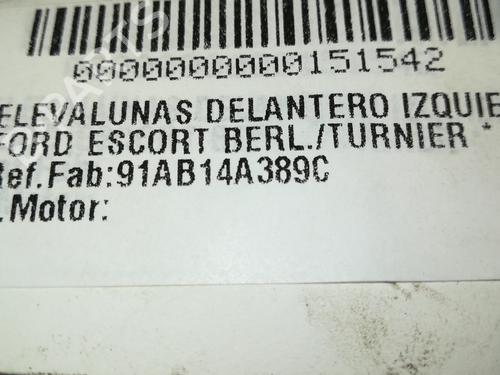 0000000000151542
ELEVALUNAS DELANTERO IZQUIE
FORD ESCORT BERL./TURNIER *
Ref.Fab:91AB14A389C
.Motor: